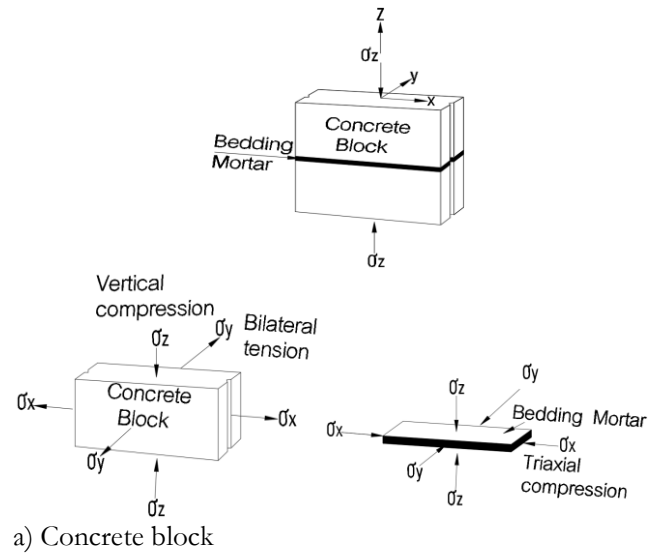 z
σz
y
x
Concrete
Block
Bedding
Mortar
σz
Vertical
compression
σz
σy
Bilateral
tension
Concrete
Block
σx
σx
σy
σz
σy
σz
Bedding Mortar
σx
σx
σy
Triaxial
compression
σz
a) Concrete block